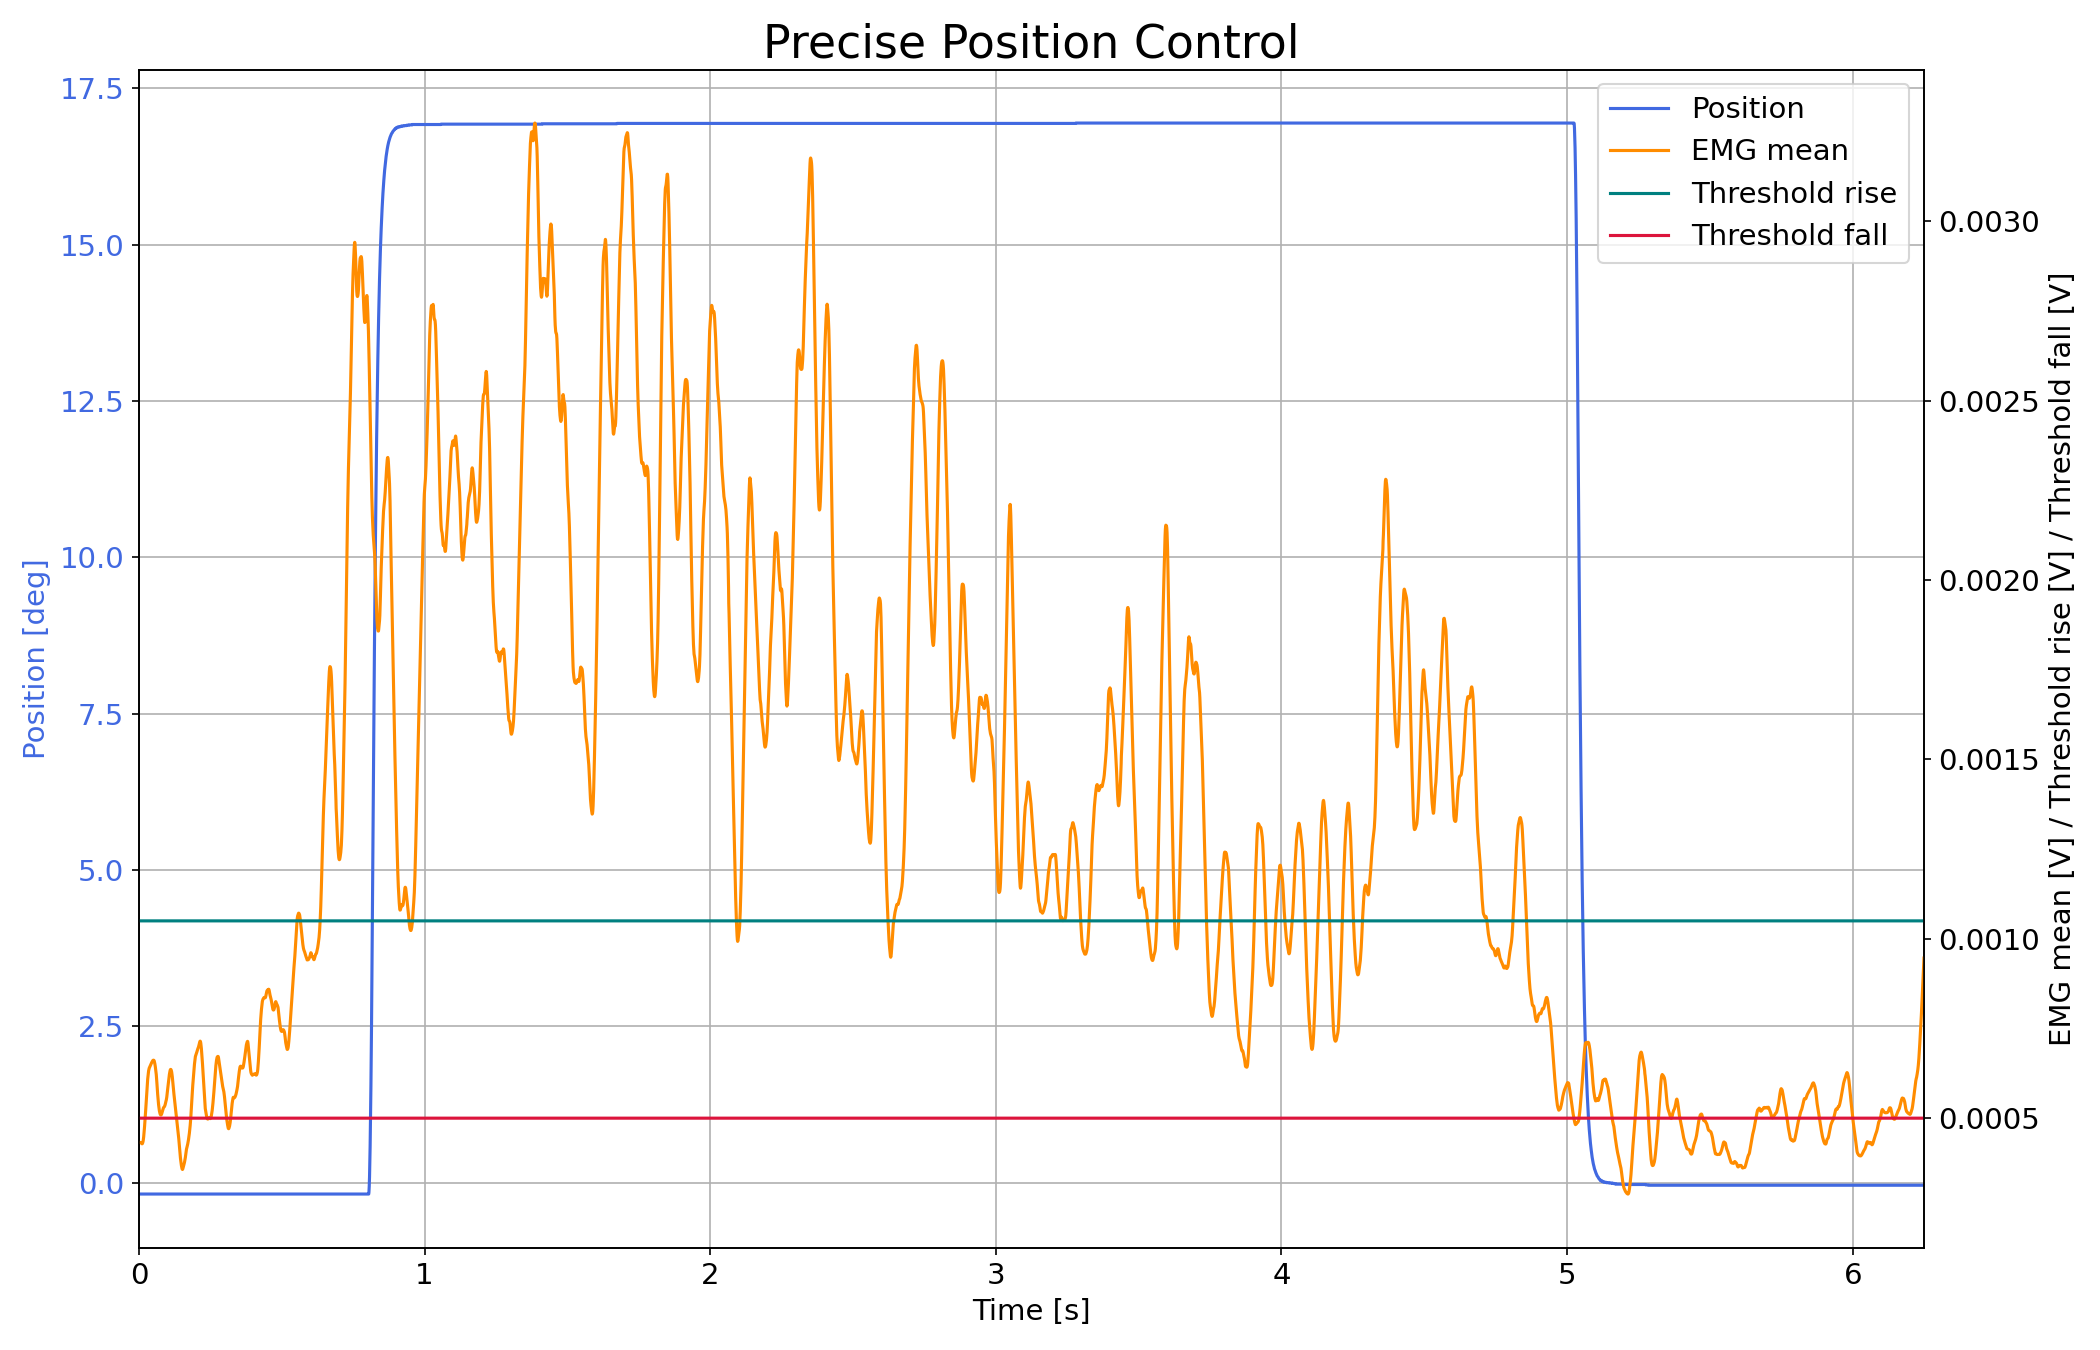 Precise Position Control
17.5
15.0
12.5
10.0
7.5
5.0
2.5
0.0
Position [deg]
Position
EMG mean
Threshold rise
Threshold fall
0.0030
0.0025
0.0020
0.0015
0.0010
0.0005
EMG mean [V] / Threshold rise [V] / Threshold fall [V]
0 1 2 3 4 5 6
Time [s]